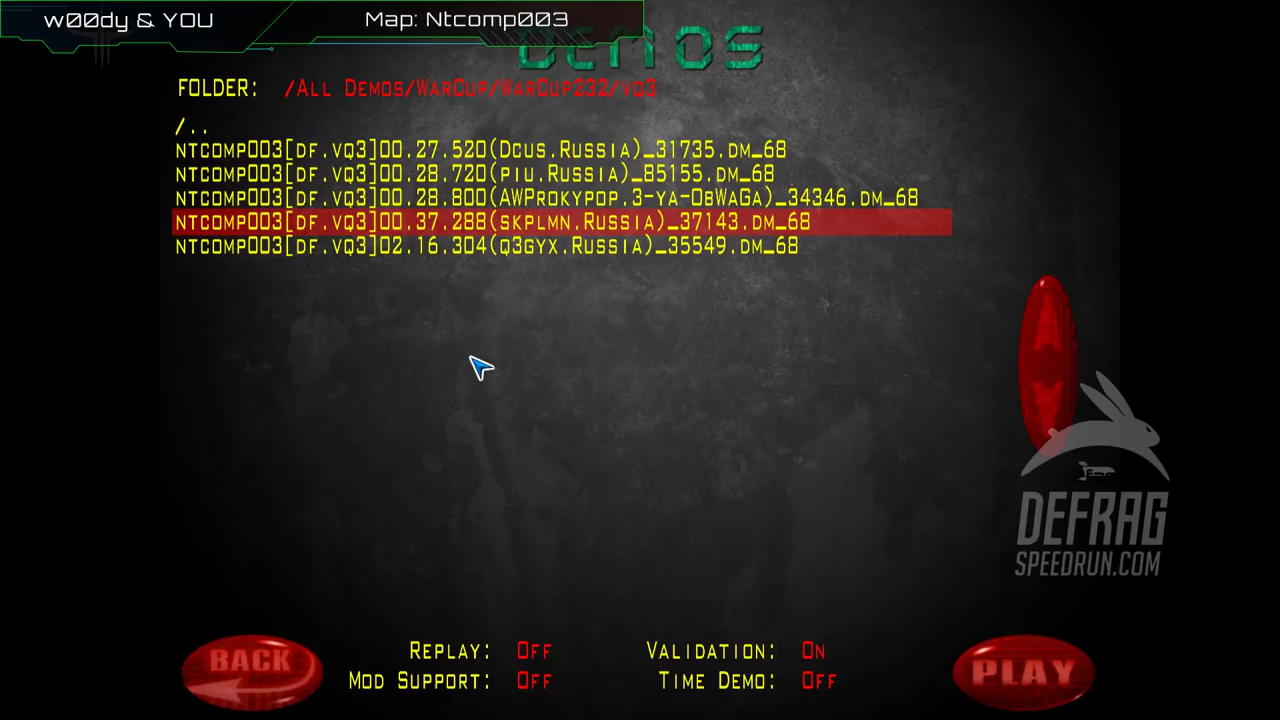 w00dy & YOU
Map: Ntcomp003
Demos
Folder: /All Demos/WarCup/WarCup232/vq3
/..
ntcomp003[df.vq3]00.27.520(Dcus.Russia)_31735.dm_68
ntcomp003[df.vq3]00.28.720(piu.Russia)_85155.dm_68
ntcomp003[df.vq3]00.28.800(AWProkypop.3-ya-ObWaGa)_34346.dm_68
ntcomp003[df.vq3]00.37.288(skplmn.Russia)_37143.dm_68
ntcomp003[df.vq3]02.16.304(Q3gyx.Russia)_35549.dm_68
DEFRAG
SPEEDRUN.COM
Replay: Off
Validation: On
Mod Support: Off
Time Demo: Off
BACK
PLAY